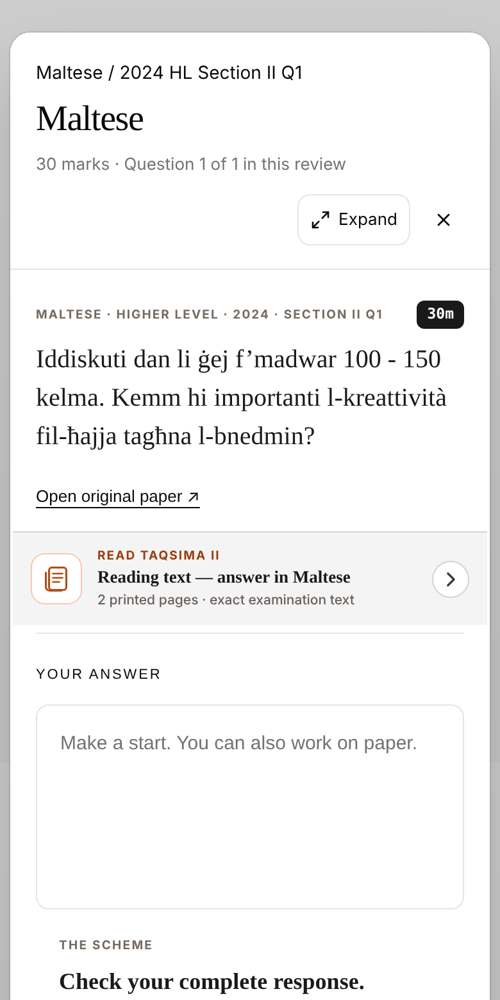 Maltese / 2024 HL Section II Q1
Maltese
30 marks · Question 1 of 1 in this review
Expand
MALTESE · HIGHER LEVEL · 2024 · SECTION II Q1
30m
Iddiskuti dan li ġej f’madwar 100 - 150
kelma. Kemm hi importanti l-kreattività
fil-ħajja tagħna l-bnedmin?
Open original paper ↗
READ TAQSIMA II
Reading text — answer in Maltese
2 printed pages · exact examination text
YOUR ANSWER
Make a start. You can also work on paper.
THE SCHEME
Check your complete response.